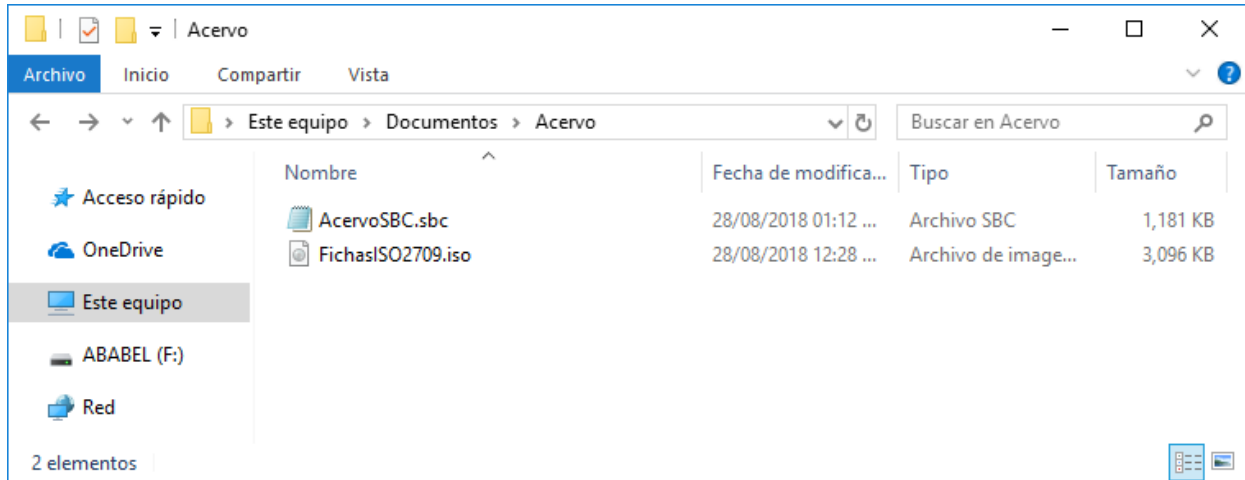 Acervo
Archivo Inicio Compartir Vista
Este equipo > Documentos > Acervo Buscar en Acervo
Nombre Fecha de modifica... Tipo Tamaño
Acceso rápido
AcervoSBC.sbc 28/08/2018 01:12 ... Archivo SBC 1,181 KB
OneDrive
FichasISO2709.iso 28/08/2018 12:28 ... Archivo de image... 3,096 KB
Este equipo
ABABEL (F:)
Red
2 elementos